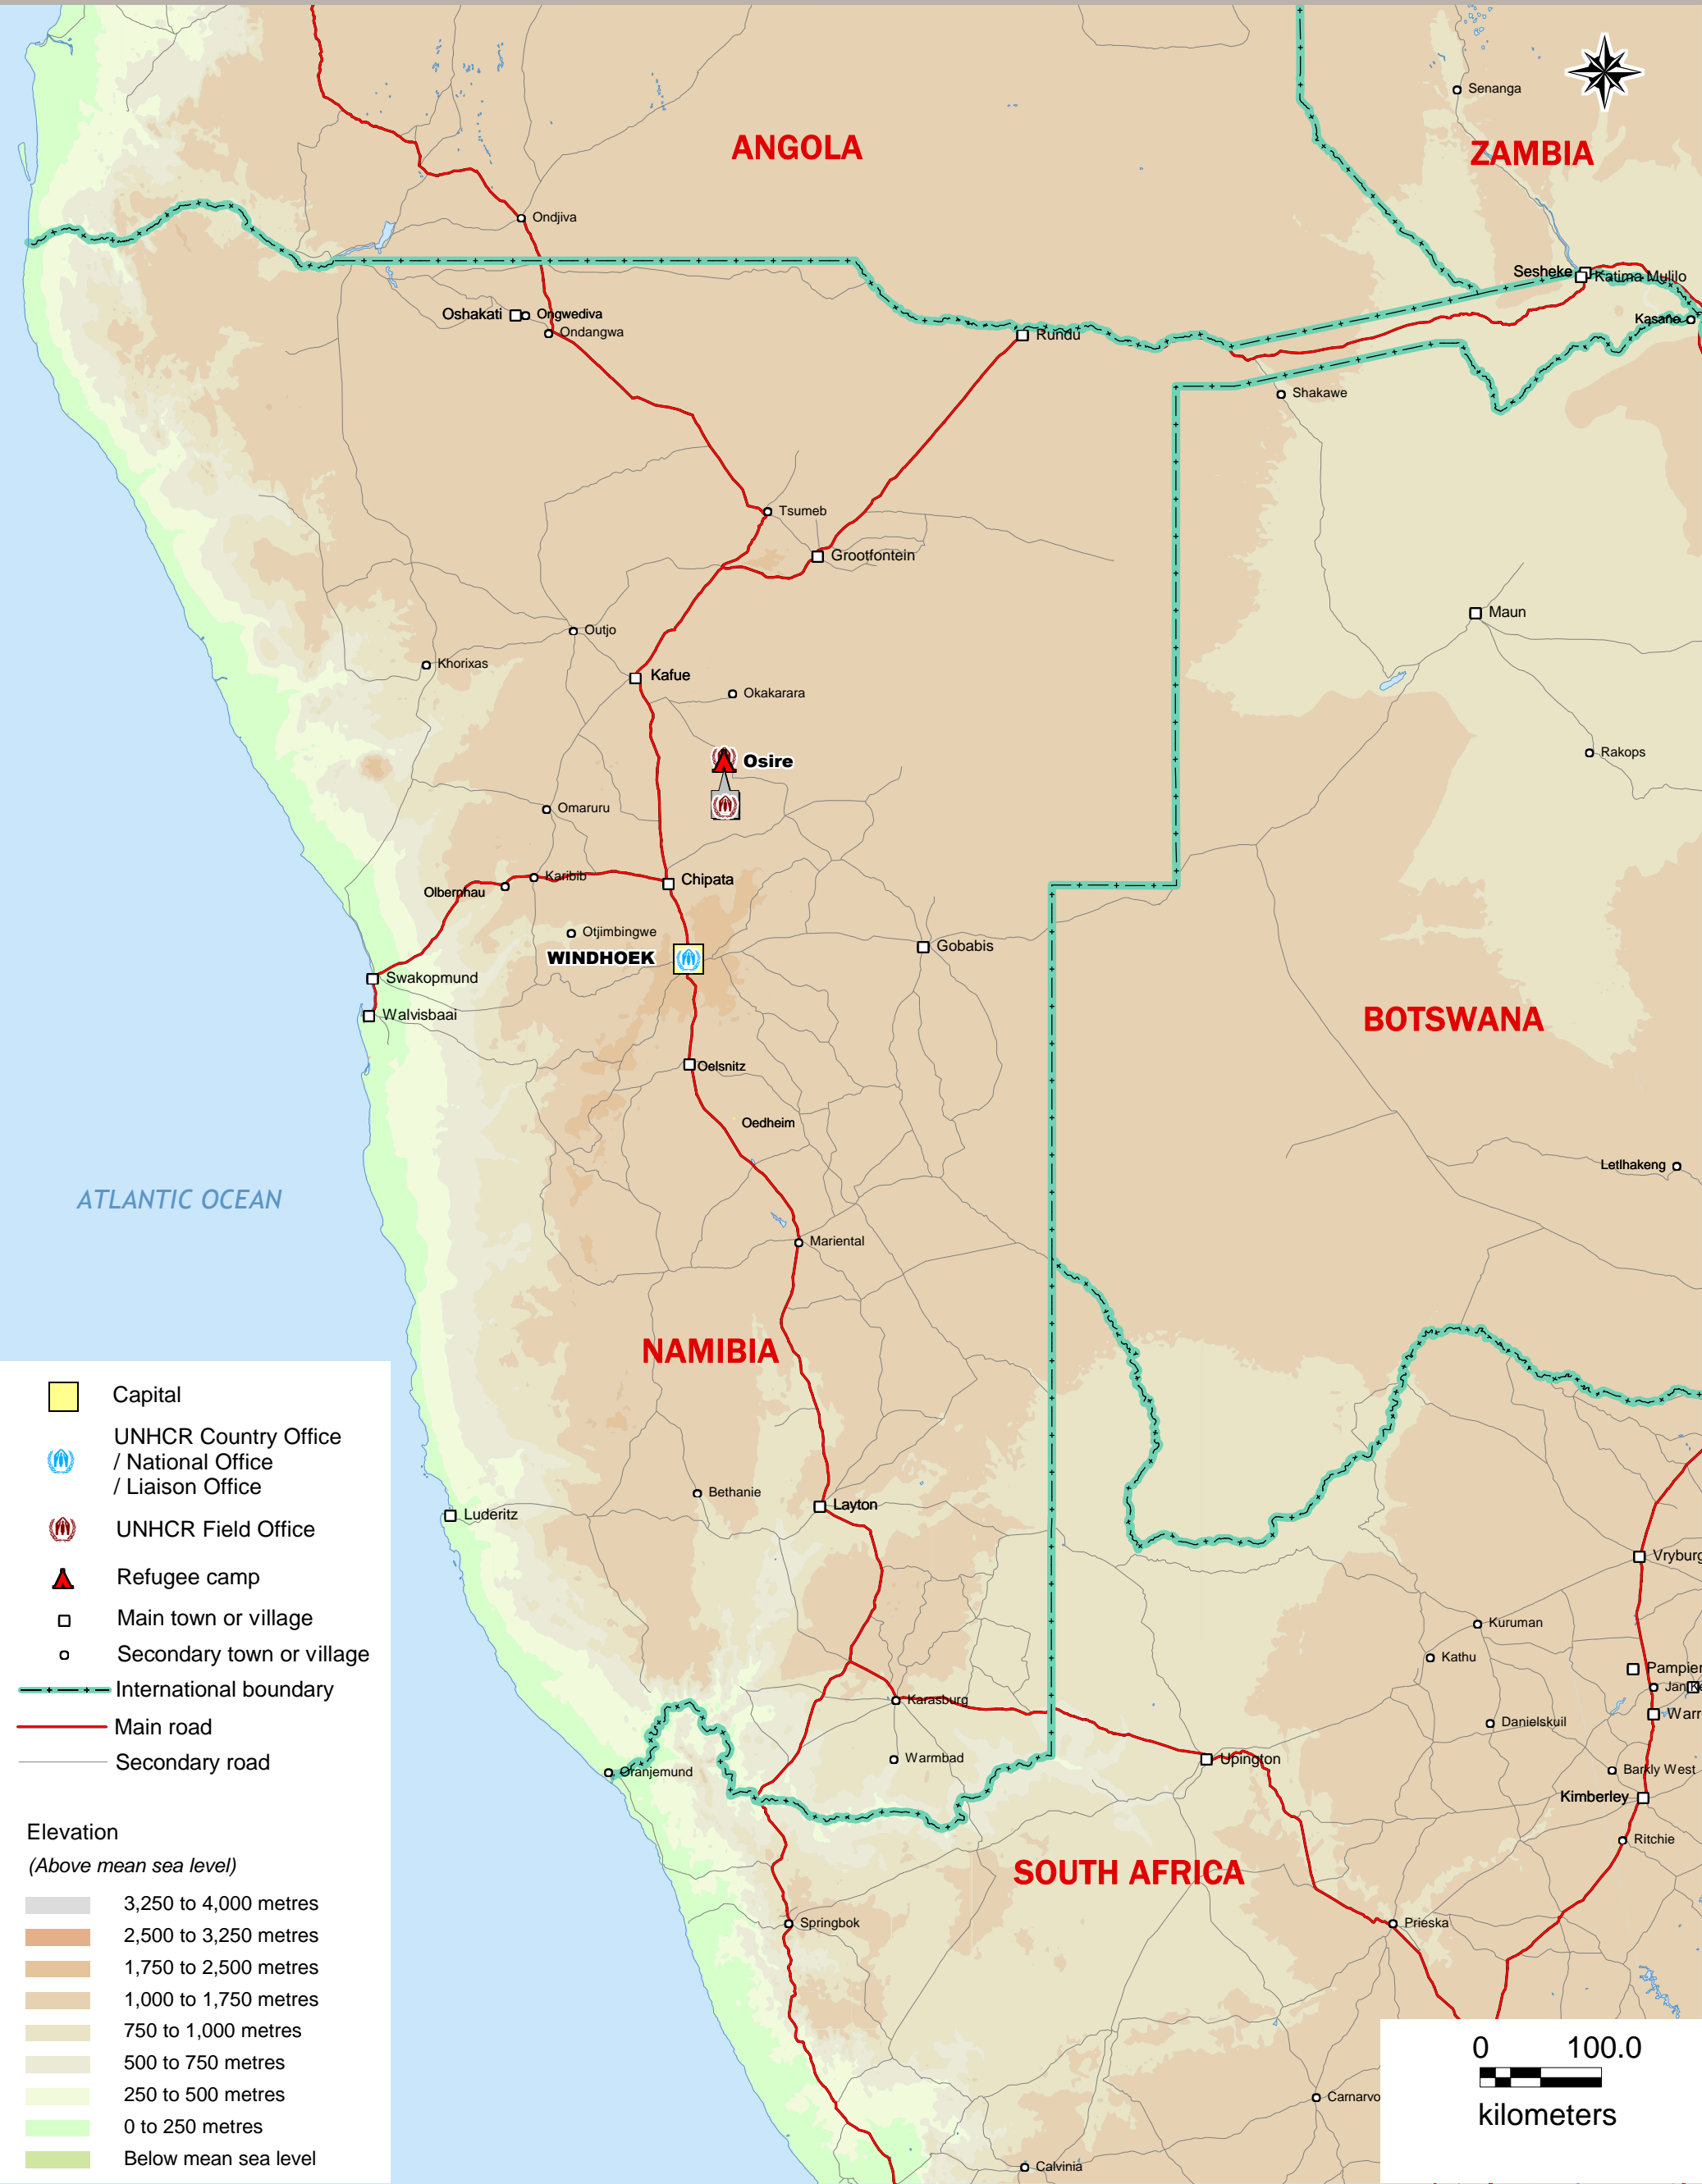 Senanga
ANGOLA
ZAMBIA
Ondjiva
Sesheke
Katima Mulilo
Oshakati
Ongwediva
Ondangwa
Kasane
Rundu
Shakawe
Tsumeb
Grootfontein
Maun
Outjo
Khorixas
Kafue
Okakarara
Rakops
Osire
Omaruru
Karibib
Chipata
Olbernhau
Otjimbingwe
WINDHOEK
Gobabis
Swakopmund
Walvisbaai
BOTSWANA
Oelsnitz
Oedheim
Letlhakeng
ATLANTIC OCEAN
Mariental
NAMIBIA
Bethanie
Layton
Luderitz
Vryburg
Kuruman
Kathu
Pampier
Jan
Karasburg
Warr
Danielskuil
Warmbad
Upington
Oranjemund
Barkly West
Kimberley
Ritchie
SOUTH AFRICA
Springbok
Prieska
Carnarvo
Calvinia
Capital
UNHCR Country Office
/ National Office
/ Liaison Office
UNHCR Field Office
Refugee camp
Main town or village
Secondary town or village
International boundary
Main road
Secondary road
Elevation
(Above mean sea level)
3,250 to 4,000 metres
2,500 to 3,250 metres
1,750 to 2,500 metres
1,000 to 1,750 metres
750 to 1,000 metres
500 to 750 metres
250 to 500 metres
0 to 250 metres
Below mean sea level
0 100.0
kilometers